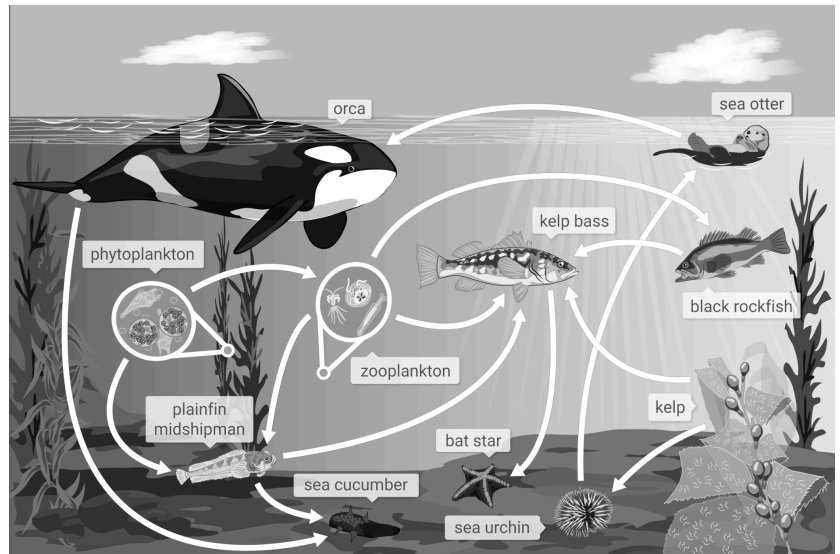 orca
sea otter
kelp bass
phytoplankton
black rockfish
zooplankton
kelp
plainfin
midshipman
bat star
sea cucumber
sea urchin